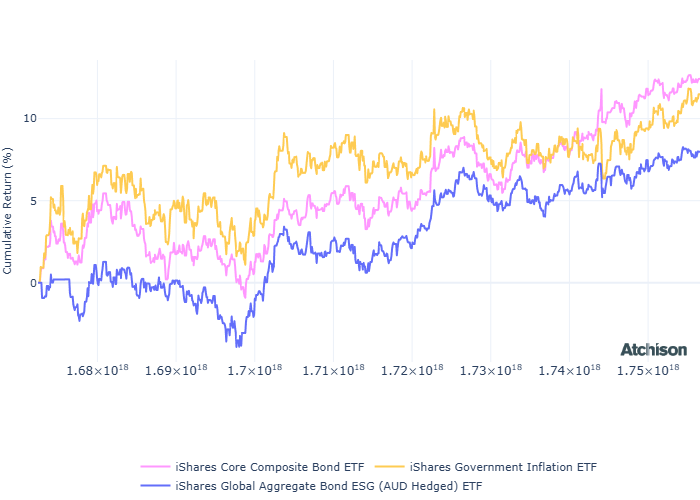 Cumulative Return (%)
10
5
0
1.68×10¹⁸ 1.69×10¹⁸ 1.7×10¹⁸ 1.71×10¹⁸ 1.72×10¹⁸ 1.73×10¹⁸ 1.74×10¹⁸ 1.75×10¹⁸
Atchison
iShares Core Composite Bond ETF iShares Government Inflation ETF
iShares Global Aggregate Bond ESG (AUD Hedged) ETF